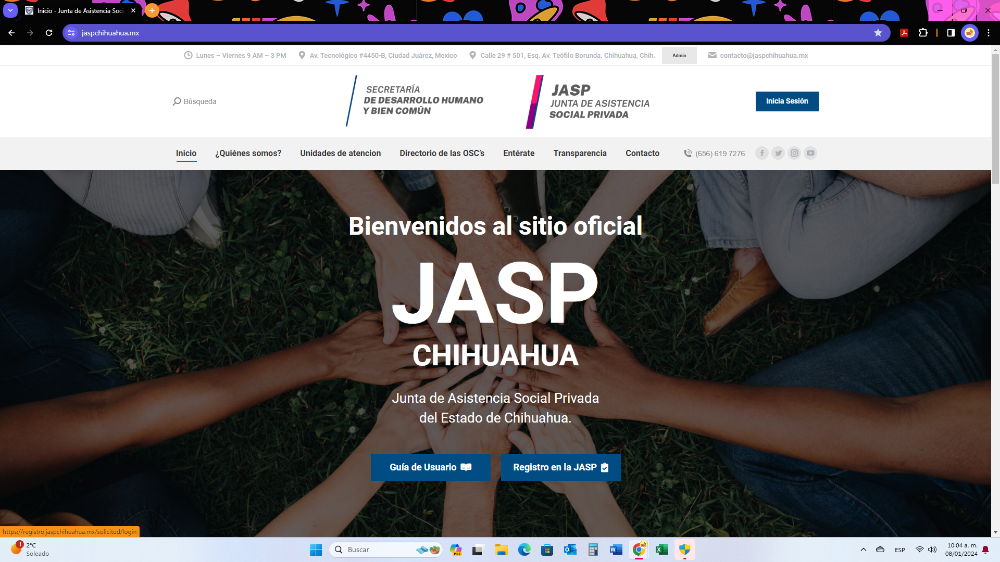 Inicio - Junta de Asistencia Soci
jaspchihuahua.mx
Lunes – Viernes 9 AM – 3 PM
Av. Tecnológico #4450-B, Ciudad Juárez, Mexico
Calle 29 # 501, Esq. Av. Teófilo Borunda. Chihuahua, Chih.
Admin
contacto@jaspchihuahua.mx
Búsqueda
SECRETARÍA
DE DESARROLLO HUMANO
Y BIEN COMÚN
JASP
JUNTA DE ASISTENCIA
SOCIAL PRIVADA
Inicia Sesión
Inicio
¿Quiénes somos?
Unidades de atencion
Directorio de las OSC's
Entérate
Transparencia
Contacto
(656) 619 7276
Bienvenidos al sitio oficial
JASP
CHIHUAHUA
Junta de Asistencia Social Privada
del Estado de Chihuahua.
Guía de Usuario
Registro en la JASP
https://registro.jaspchihuahua.mx/solicitud/login
1
2°C
Soleado
Buscar
PRE
ESP
10:04 a. m.
08/01/2024